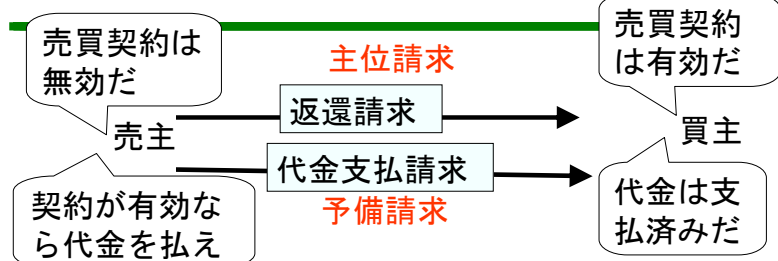 売買契約は
無効だ
主位請求
売買契約
は有効だ
返還請求
売主
買主
代金支払請求
契約が有効な
ら代金を払え
予備請求
代金は支
払済みだ